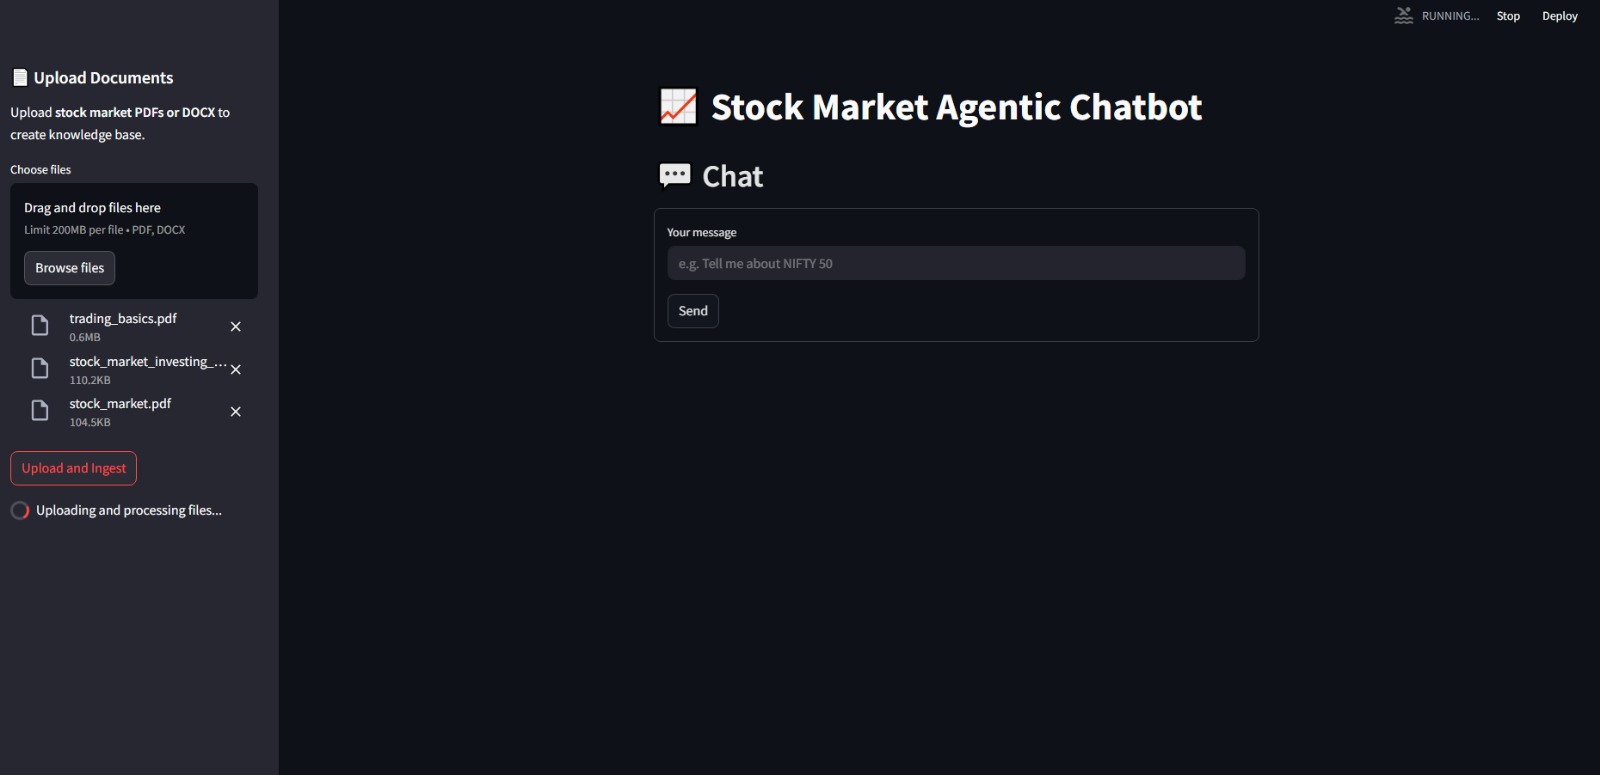 RUNNING...
Stop
Deploy
Upload Documents
Upload stock market PDFs or DOCX to
create knowledge base.
Choose files
Drag and drop files here
Limit 200MB per file • PDF, DOCX
Browse files
trading_basics.pdf
0.6MB
stock_market_investing_...
110.2KB
stock_market.pdf
104.5KB
Upload and Ingest
Uploading and processing files...
Stock Market Agentic Chatbot
Chat
Your message
e.g. Tell me about NIFTY 50
Send